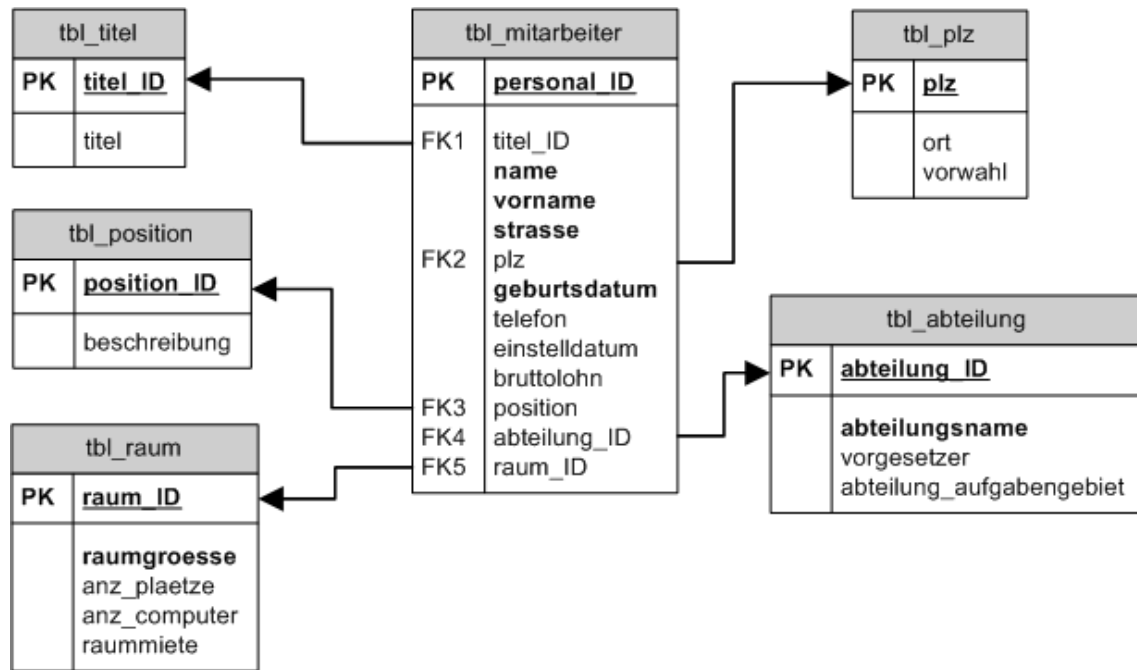 tbl_titel
PK titel_ID
titel
tbl_position
PK position_ID
beschreibung
tbl_raum
PK raum_ID
raumgroesse
anz_plaetze
anz_computer
raummiete
tbl_mitarbeiter
PK personal_ID
FK1 titel_ID
name
vorname
strasse
FK2 plz
geburtsdatum
telefon
einstelldatum
bruttolohn
FK3 position
FK4 abteilung_ID
FK5 raum_ID
tbl_plz
PK plz
ort
vorwahl
tbl_abteilung
PK abteilung_ID
abteilungsname
vorgesetzer
abteilung_aufgabengebiet